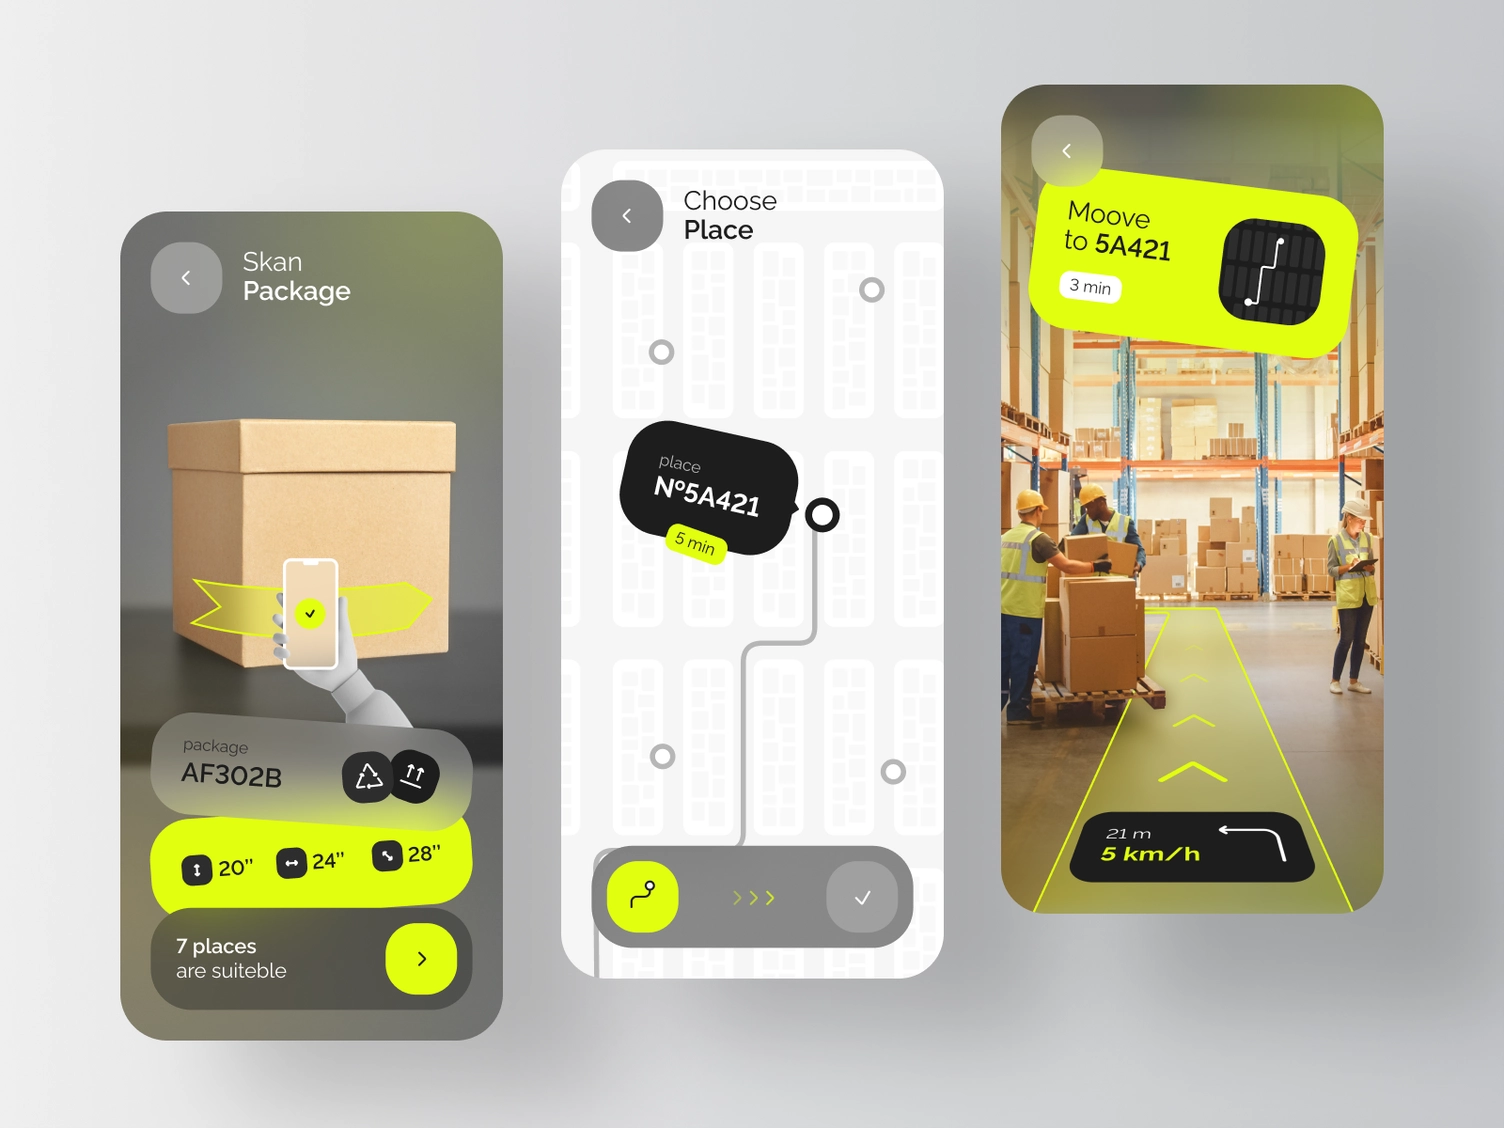 Skan
Package
package
AF302B
20’’
24’’
28’’
7 places
are suiteble
Choose
Place
place
Nº5A421
5 min
Moove
to 5A421
3 min
21 m
5 km/h